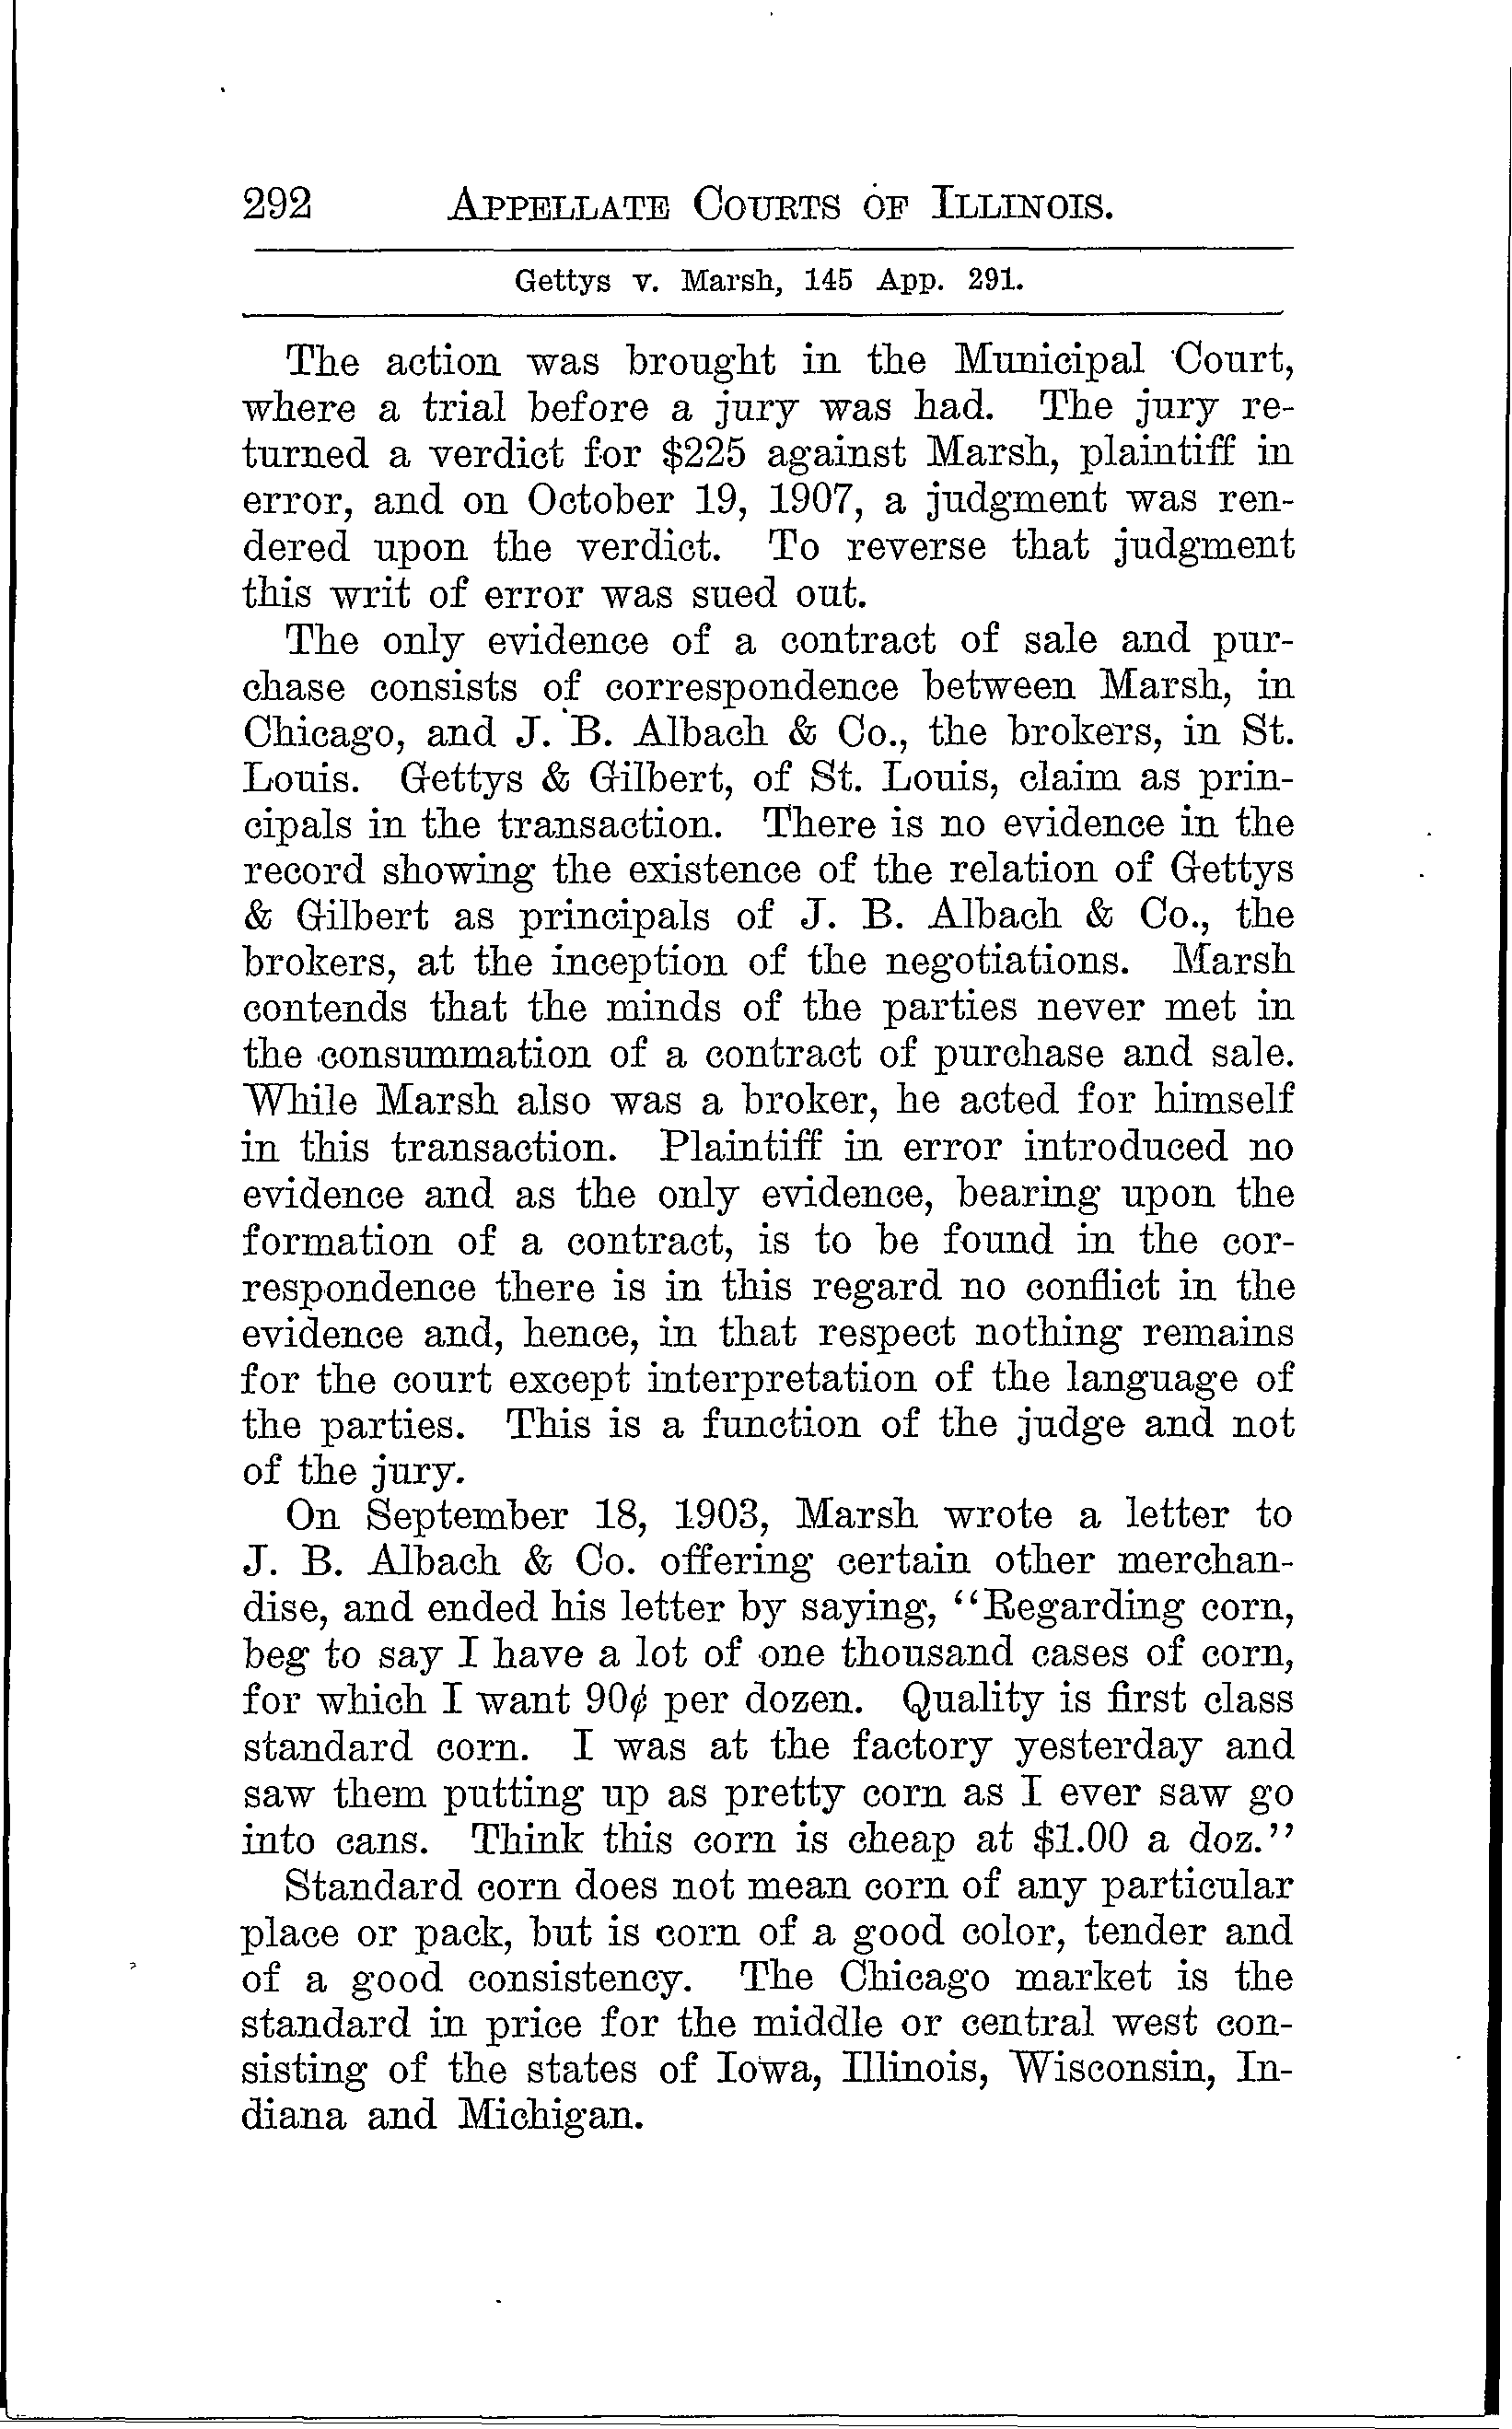 292 APPELLATE COURTS OF ILLINOIS.
Gettys v. Marsh, 145 App. 291.
The action was brought in the Municipal Court,
where a trial before a jury was had. The jury re-
turned a verdict for $225 against Marsh, plaintiff in
error, and on October 19, 1907, a judgment was ren-
dered upon the verdict. To reverse that judgment
this writ of error was sued out.
The only evidence of a contract of sale and pur-
chase consists of correspondence between Marsh, in
Chicago, and J. B. Albach & Co., the brokers, in St.
Louis. Gettys & Gilbert, of St. Louis, claim as prin-
cipals in the transaction. There is no evidence in the
record showing the existence of the relation of Gettys
& Gilbert as principals of J. B. Albach & Co., the
brokers, at the inception of the negotiations. Marsh
contends that the minds of the parties never met in
the consummation of a contract of purchase and sale.
While Marsh also was a broker, he acted for himself
in this transaction. Plaintiff in error introduced no
evidence and as the only evidence, bearing upon the
formation of a contract, is to be found in the cor-
respondence there is in this regard no conflict in the
evidence and, hence, in that respect nothing remains
for the court except interpretation of the language of
the parties. This is a function of the judge and not
of the jury.
On September 18, 1903, Marsh wrote a letter to
J. B. Albach & Co. offering certain other merchan-
dise, and ended his letter by saying, "Regarding corn,
beg to say I have a lot of one thousand cases of corn,
for which I want 90¢ per dozen. Quality is first class
standard corn. I was at the factory yesterday and
saw them putting up as pretty corn as I ever saw go
into cans. Think this corn is cheap at $1.00 a doz."
Standard corn does not mean corn of any particular
place or pack, but is corn of a good color, tender and
of a good consistency. The Chicago market is the
standard in price for the middle or central west con-
sisting of the states of Iowa, Illinois, Wisconsin, In-
diana and Michigan.